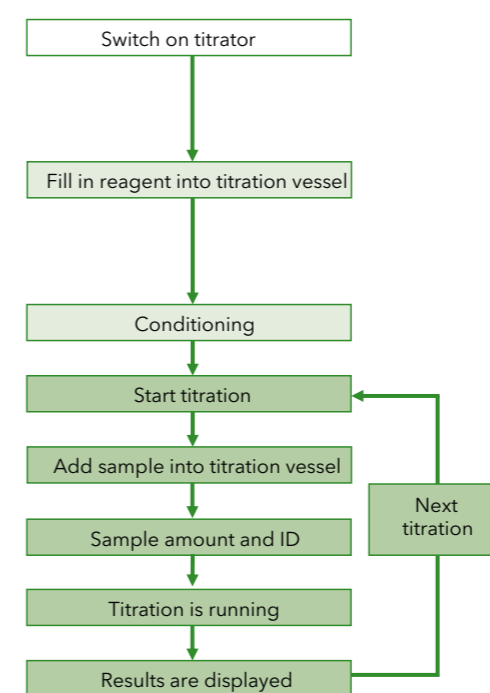 Switch on titrator
Fill in reagent into titration vessel
Conditioning
Start titration
Add sample into titration vessel
Sample amount and ID
Titration is running
Results are displayed
Next
titration